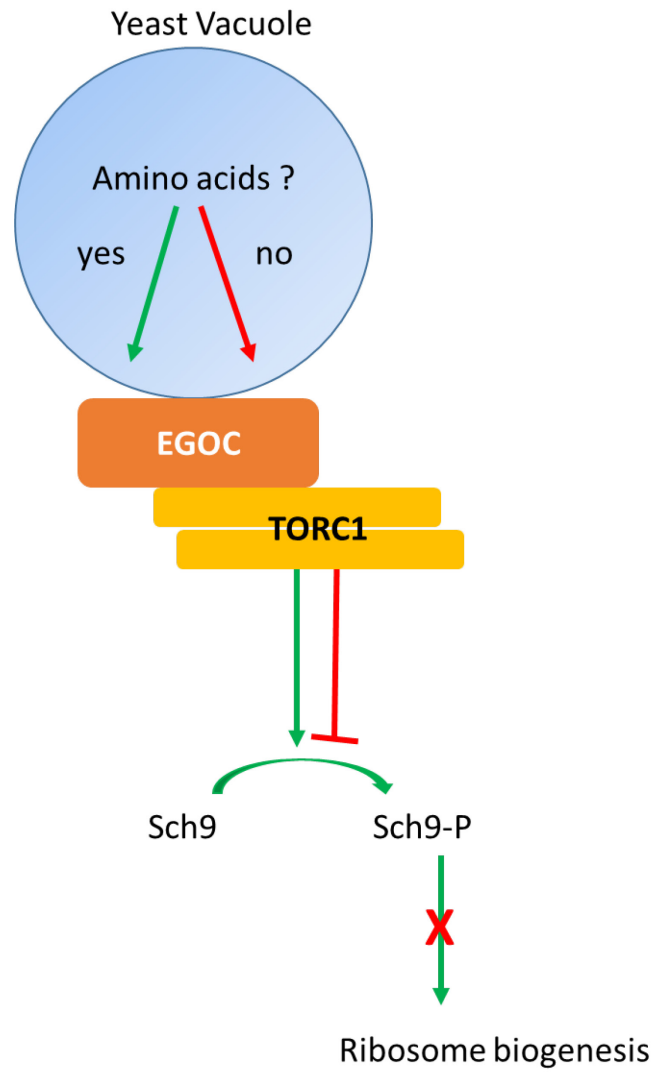 Yeast Vacuole
Amino acids ?
yes
no
EGOC
TORC1
Sch9
Sch9-P
X
Ribosome biogenesis